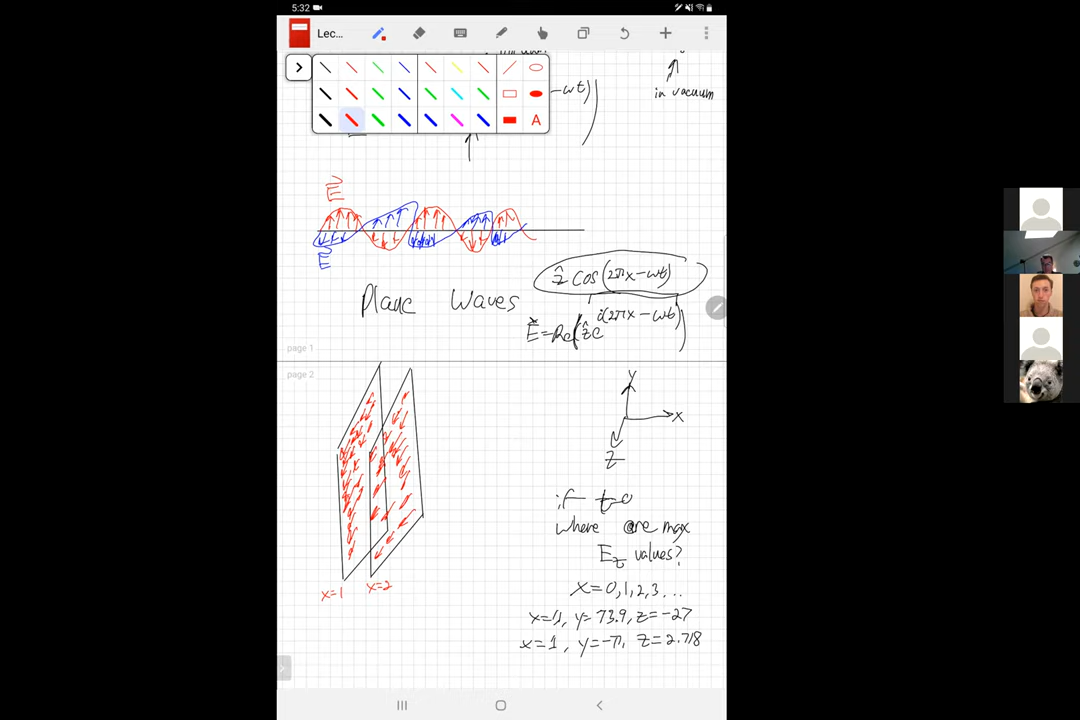 5:32
Lec...
A
- ωt)
in vacuum
E⃗
E
ẑ cos(2πx - ωt)
Plane Waves
E⃗ = Re{ẑe^i(2πx - ωt)}
page 1
page 2
Y
X
Z
if t=0
where are max
E_z values?
X=0,1,2,3...
x=1, y=73.9, z=-27
x=1, y=-π, z=2.718
x=1 x=2